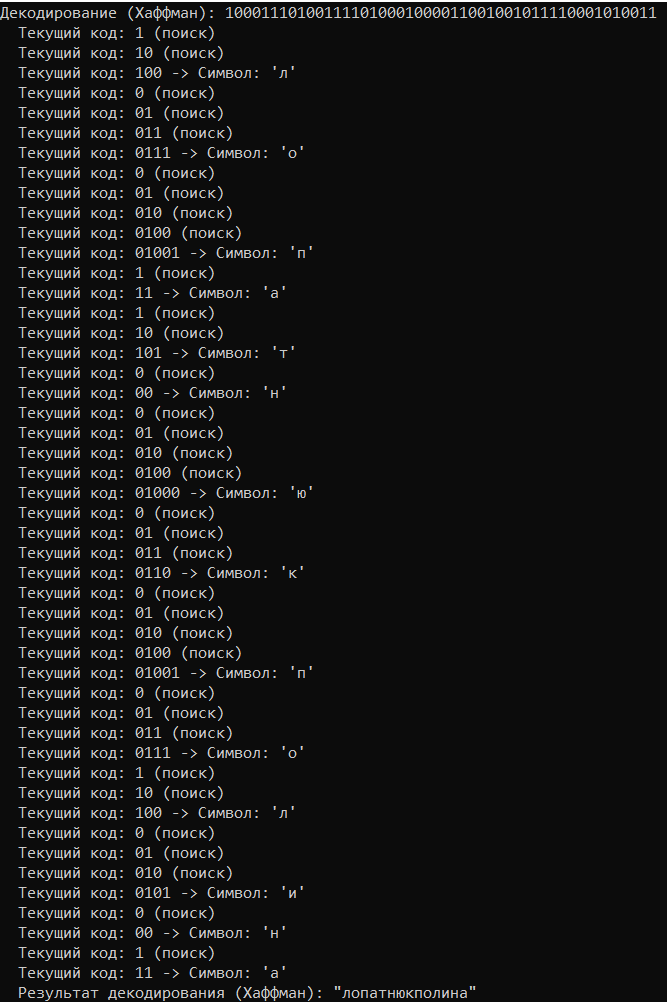 Декодирование (Хаффман): 100011101001111010001000011001001011110001010011
Текущий код: 1 (поиск)
Текущий код: 10 (поиск)
Текущий код: 100 -> Символ: 'л'
Текущий код: 0 (поиск)
Текущий код: 01 (поиск)
Текущий код: 011 (поиск)
Текущий код: 0111 -> Символ: 'о'
Текущий код: 0 (поиск)
Текущий код: 01 (поиск)
Текущий код: 010 (поиск)
Текущий код: 0100 (поиск)
Текущий код: 01001 -> Символ: 'п'
Текущий код: 1 (поиск)
Текущий код: 11 -> Символ: 'а'
Текущий код: 1 (поиск)
Текущий код: 10 (поиск)
Текущий код: 101 -> Символ: 'т'
Текущий код: 0 (поиск)
Текущий код: 00 -> Символ: 'н'
Текущий код: 0 (поиск)
Текущий код: 01 (поиск)
Текущий код: 010 (поиск)
Текущий код: 0100 (поиск)
Текущий код: 01000 -> Символ: 'ю'
Текущий код: 0 (поиск)
Текущий код: 01 (поиск)
Текущий код: 011 (поиск)
Текущий код: 0110 -> Символ: 'к'
Текущий код: 0 (поиск)
Текущий код: 01 (поиск)
Текущий код: 010 (поиск)
Текущий код: 0100 (поиск)
Текущий код: 01001 -> Символ: 'п'
Текущий код: 0 (поиск)
Текущий код: 01 (поиск)
Текущий код: 011 (поиск)
Текущий код: 0111 -> Символ: 'о'
Текущий код: 1 (поиск)
Текущий код: 10 (поиск)
Текущий код: 100 -> Символ: 'л'
Текущий код: 0 (поиск)
Текущий код: 01 (поиск)
Текущий код: 010 (поиск)
Текущий код: 0101 -> Символ: 'и'
Текущий код: 0 (поиск)
Текущий код: 00 -> Символ: 'н'
Текущий код: 1 (поиск)
Текущий код: 11 -> Символ: 'а'
Результат декодирования (Хаффман): "лопатнюкполина"